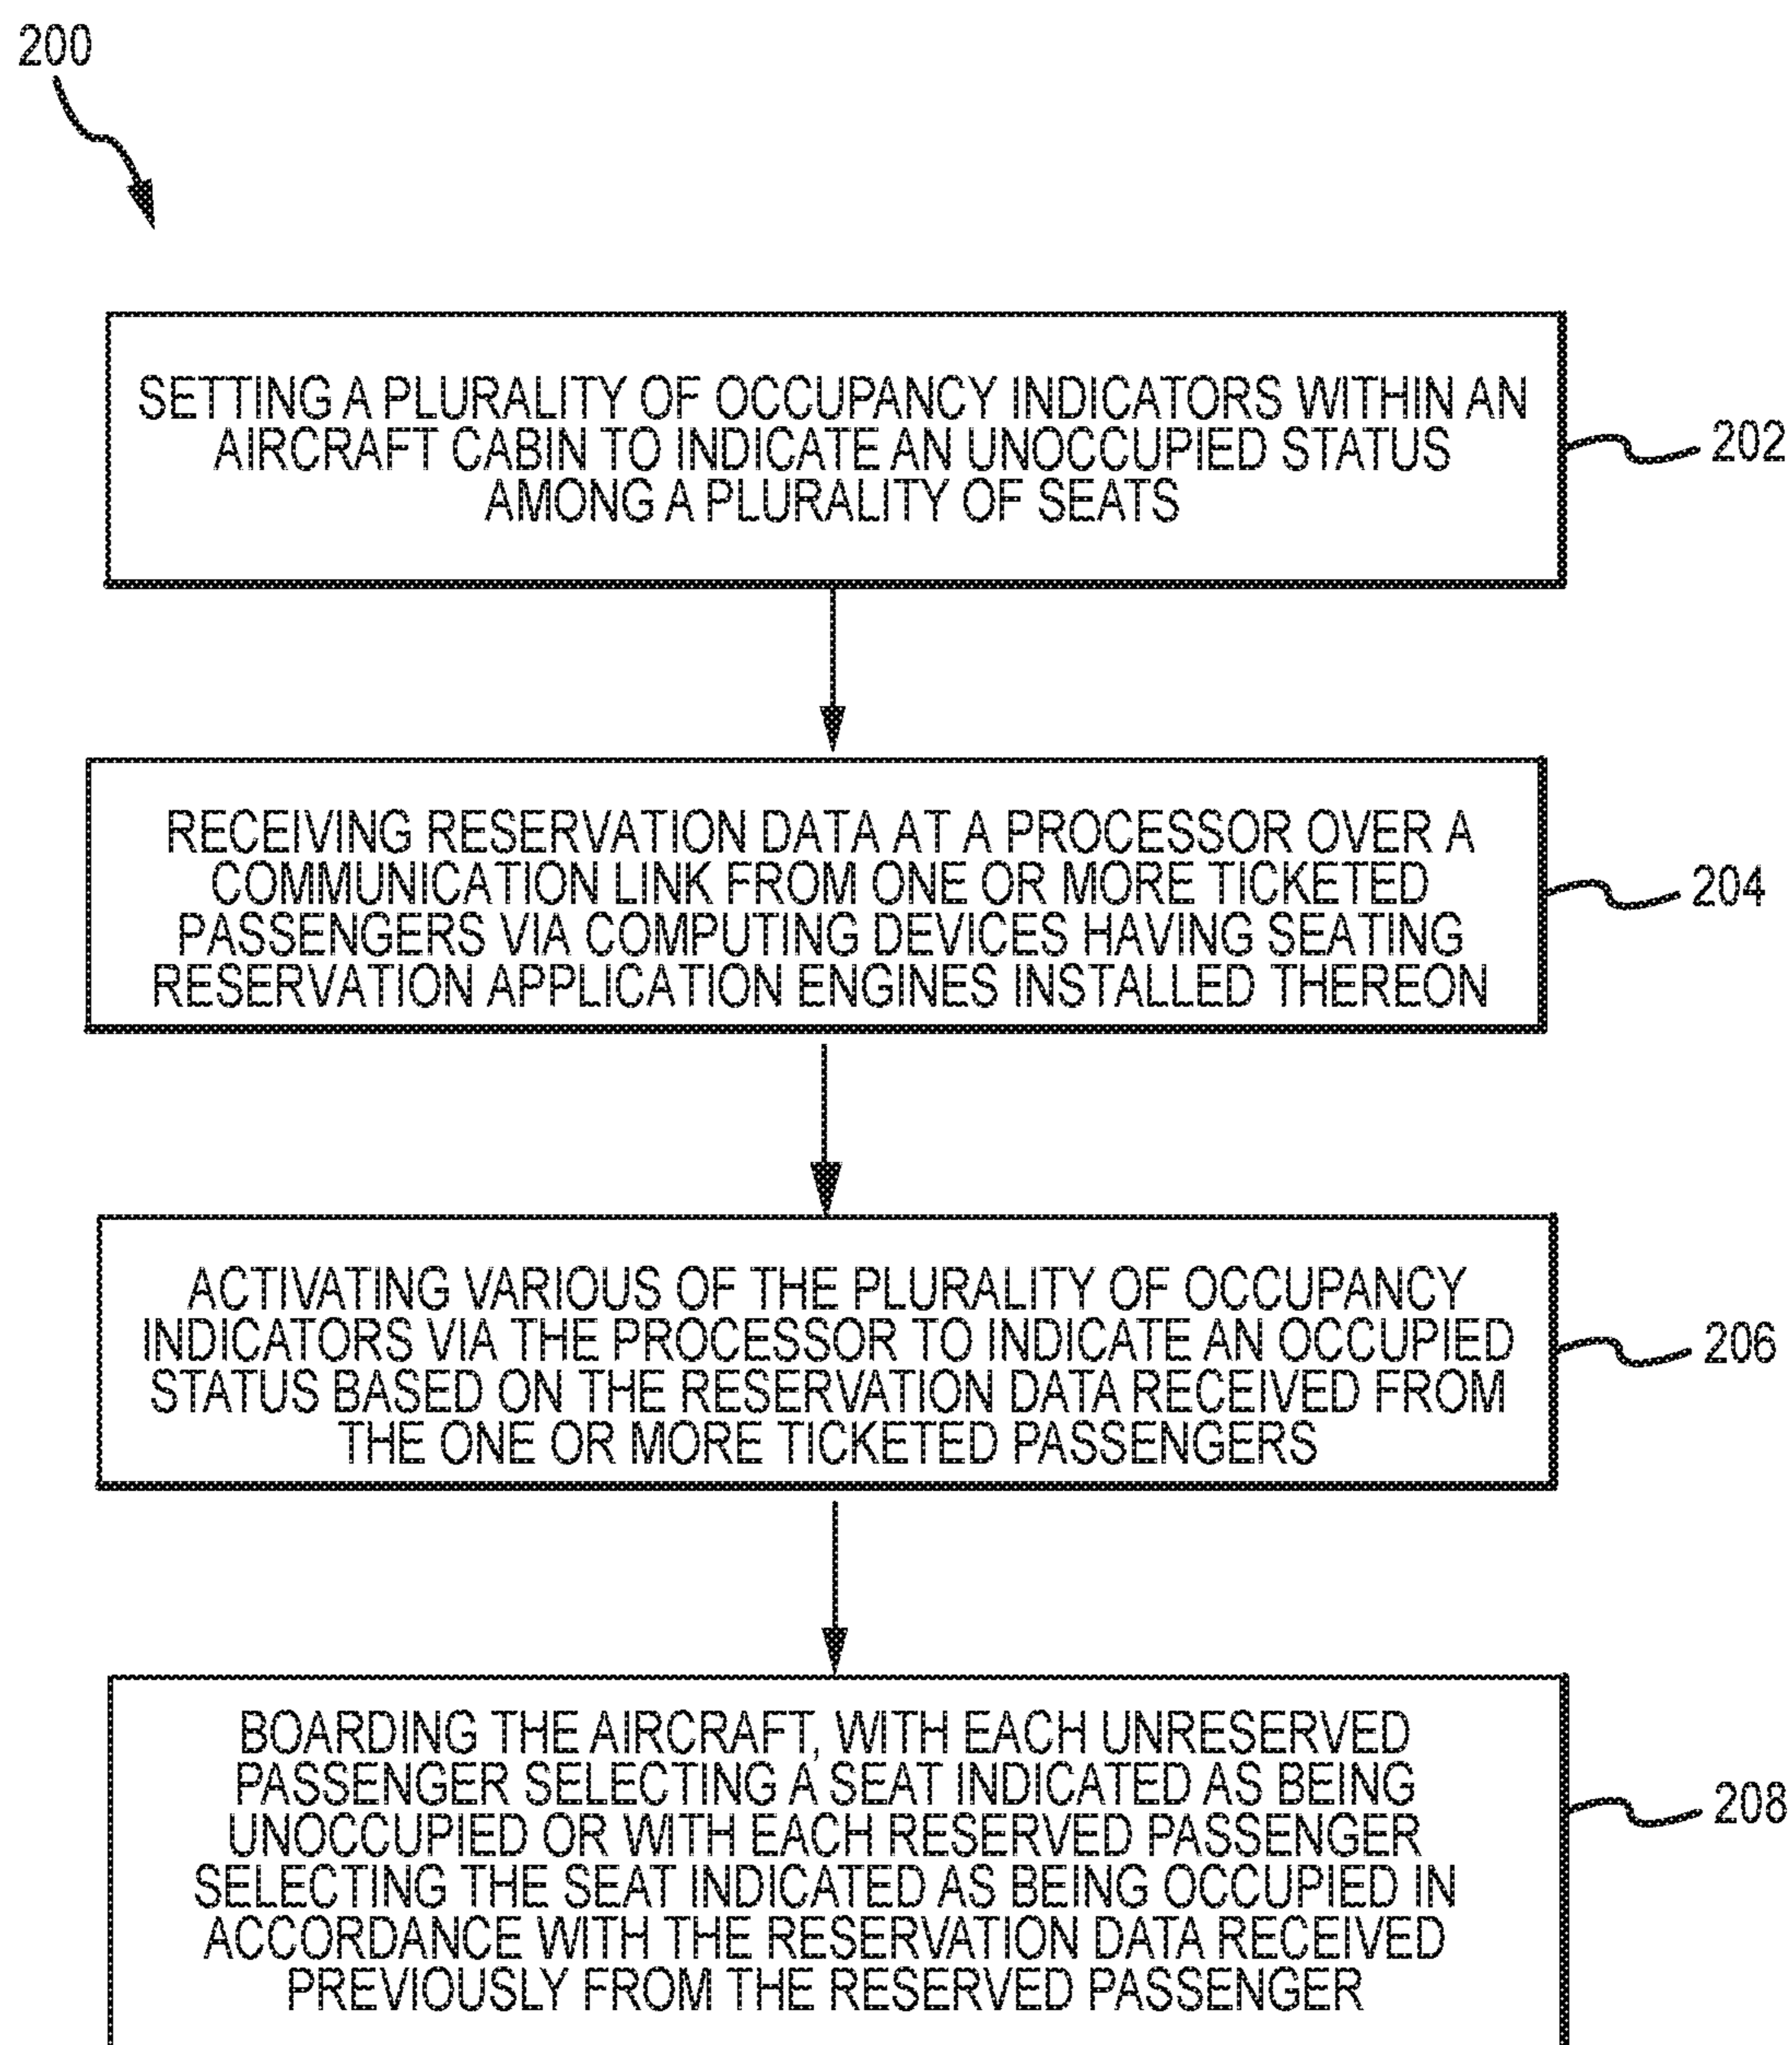 200
SETTING A PLURALITY OF OCCUPANCY INDICATORS WITHIN AN
AIRCRAFT CABIN TO INDICATE AN UNOCCUPIED STATUS
AMONG A PLURALITY OF SEATS
202
RECEIVING RESERVATION DATA AT A PROCESSOR OVER A
COMMUNICATION LINK FROM ONE OR MORE TICKETED
PASSENGERS VIA COMPUTING DEVICES HAVING SEATING
RESERVATION APPLICATION ENGINES INSTALLED THEREON
204
ACTIVATING VARIOUS OF THE PLURALITY OF OCCUPANCY
INDICATORS VIA THE PROCESSOR TO INDICATE AN OCCUPIED
STATUS BASED ON THE RESERVATION DATA RECEIVED FROM
THE ONE OR MORE TICKETED PASSENGERS
206
BOARDING THE AIRCRAFT, WITH EACH UNRESERVED
PASSENGER SELECTING A SEAT INDICATED AS BEING
UNOCCUPIED OR WITH EACH RESERVED PASSENGER
SELECTING THE SEAT INDICATED AS BEING OCCUPIED IN
ACCORDANCE WITH THE RESERVATION DATA RECEIVED
PREVIOUSLY FROM THE RESERVED PASSENGER
208